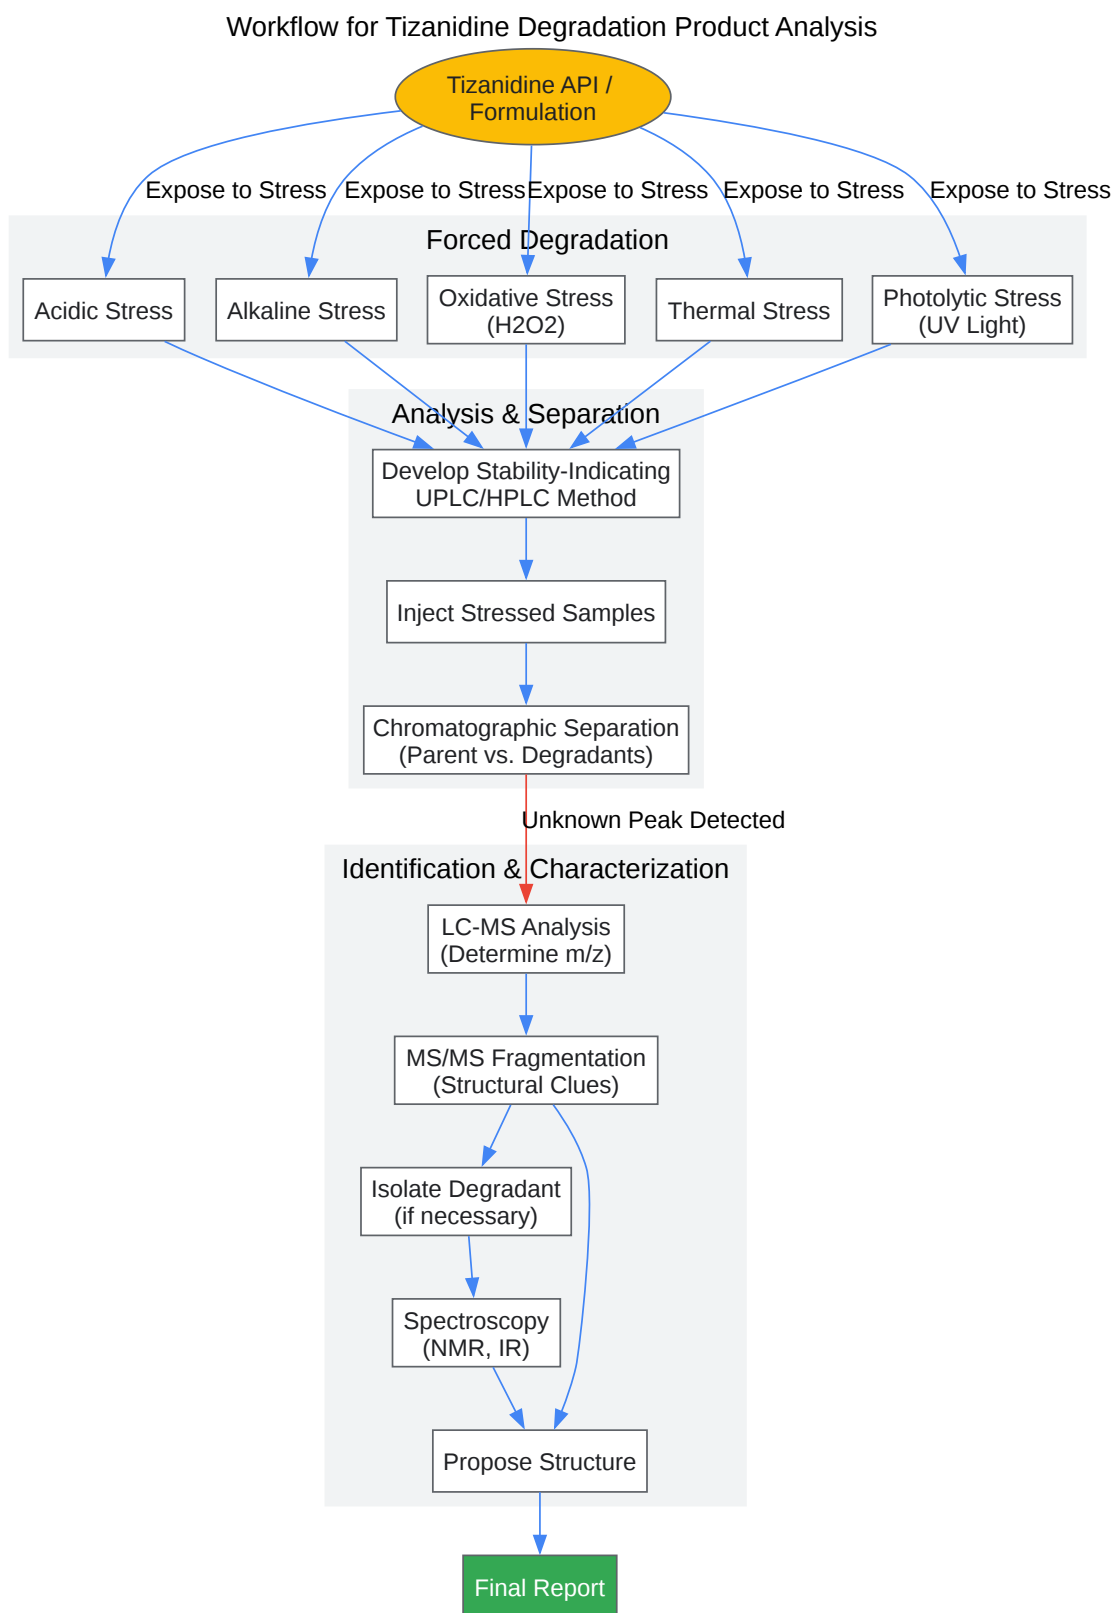 Workflow for Tizanidine Degradation Product Analysis
Tizanidine API /
Formulation
Expose to Stress
Expose to Stress
Expose to Stress
Expose to Stress
Expose to Stress
Forced Degradation
Acidic Stress
Alkaline Stress
Oxidative Stress
(H2O2)
Thermal Stress
Photolytic Stress
(UV Light)
Analysis & Separation
Develop Stability-Indicating
UPLC/HPLC Method
Inject Stressed Samples
Chromatographic Separation
(Parent vs. Degradants)
Unknown Peak Detected
Identification & Characterization
LC-MS Analysis
(Determine m/z)
MS/MS Fragmentation
(Structural Clues)
Isolate Degradant
(if necessary)
Spectroscopy
(NMR, IR)
Propose Structure
Final Report